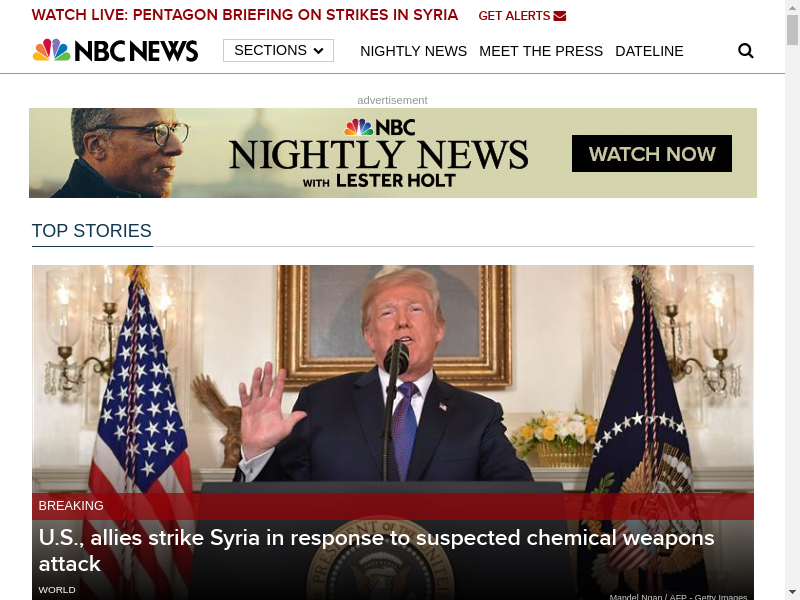 WATCH LIVE: PENTAGON BRIEFING ON STRIKES IN SYRIA GET ALERTS
NBC NEWS SECTIONS NIGHTLY NEWS MEET THE PRESS DATELINE
advertisement
NBC
NIGHTLY NEWS
WITH LESTER HOLT
WATCH NOW
TOP STORIES
BREAKING
U.S., allies strike Syria in response to suspected chemical weapons
attack
WORLD
Mandel Ngan / AFP - Getty Images